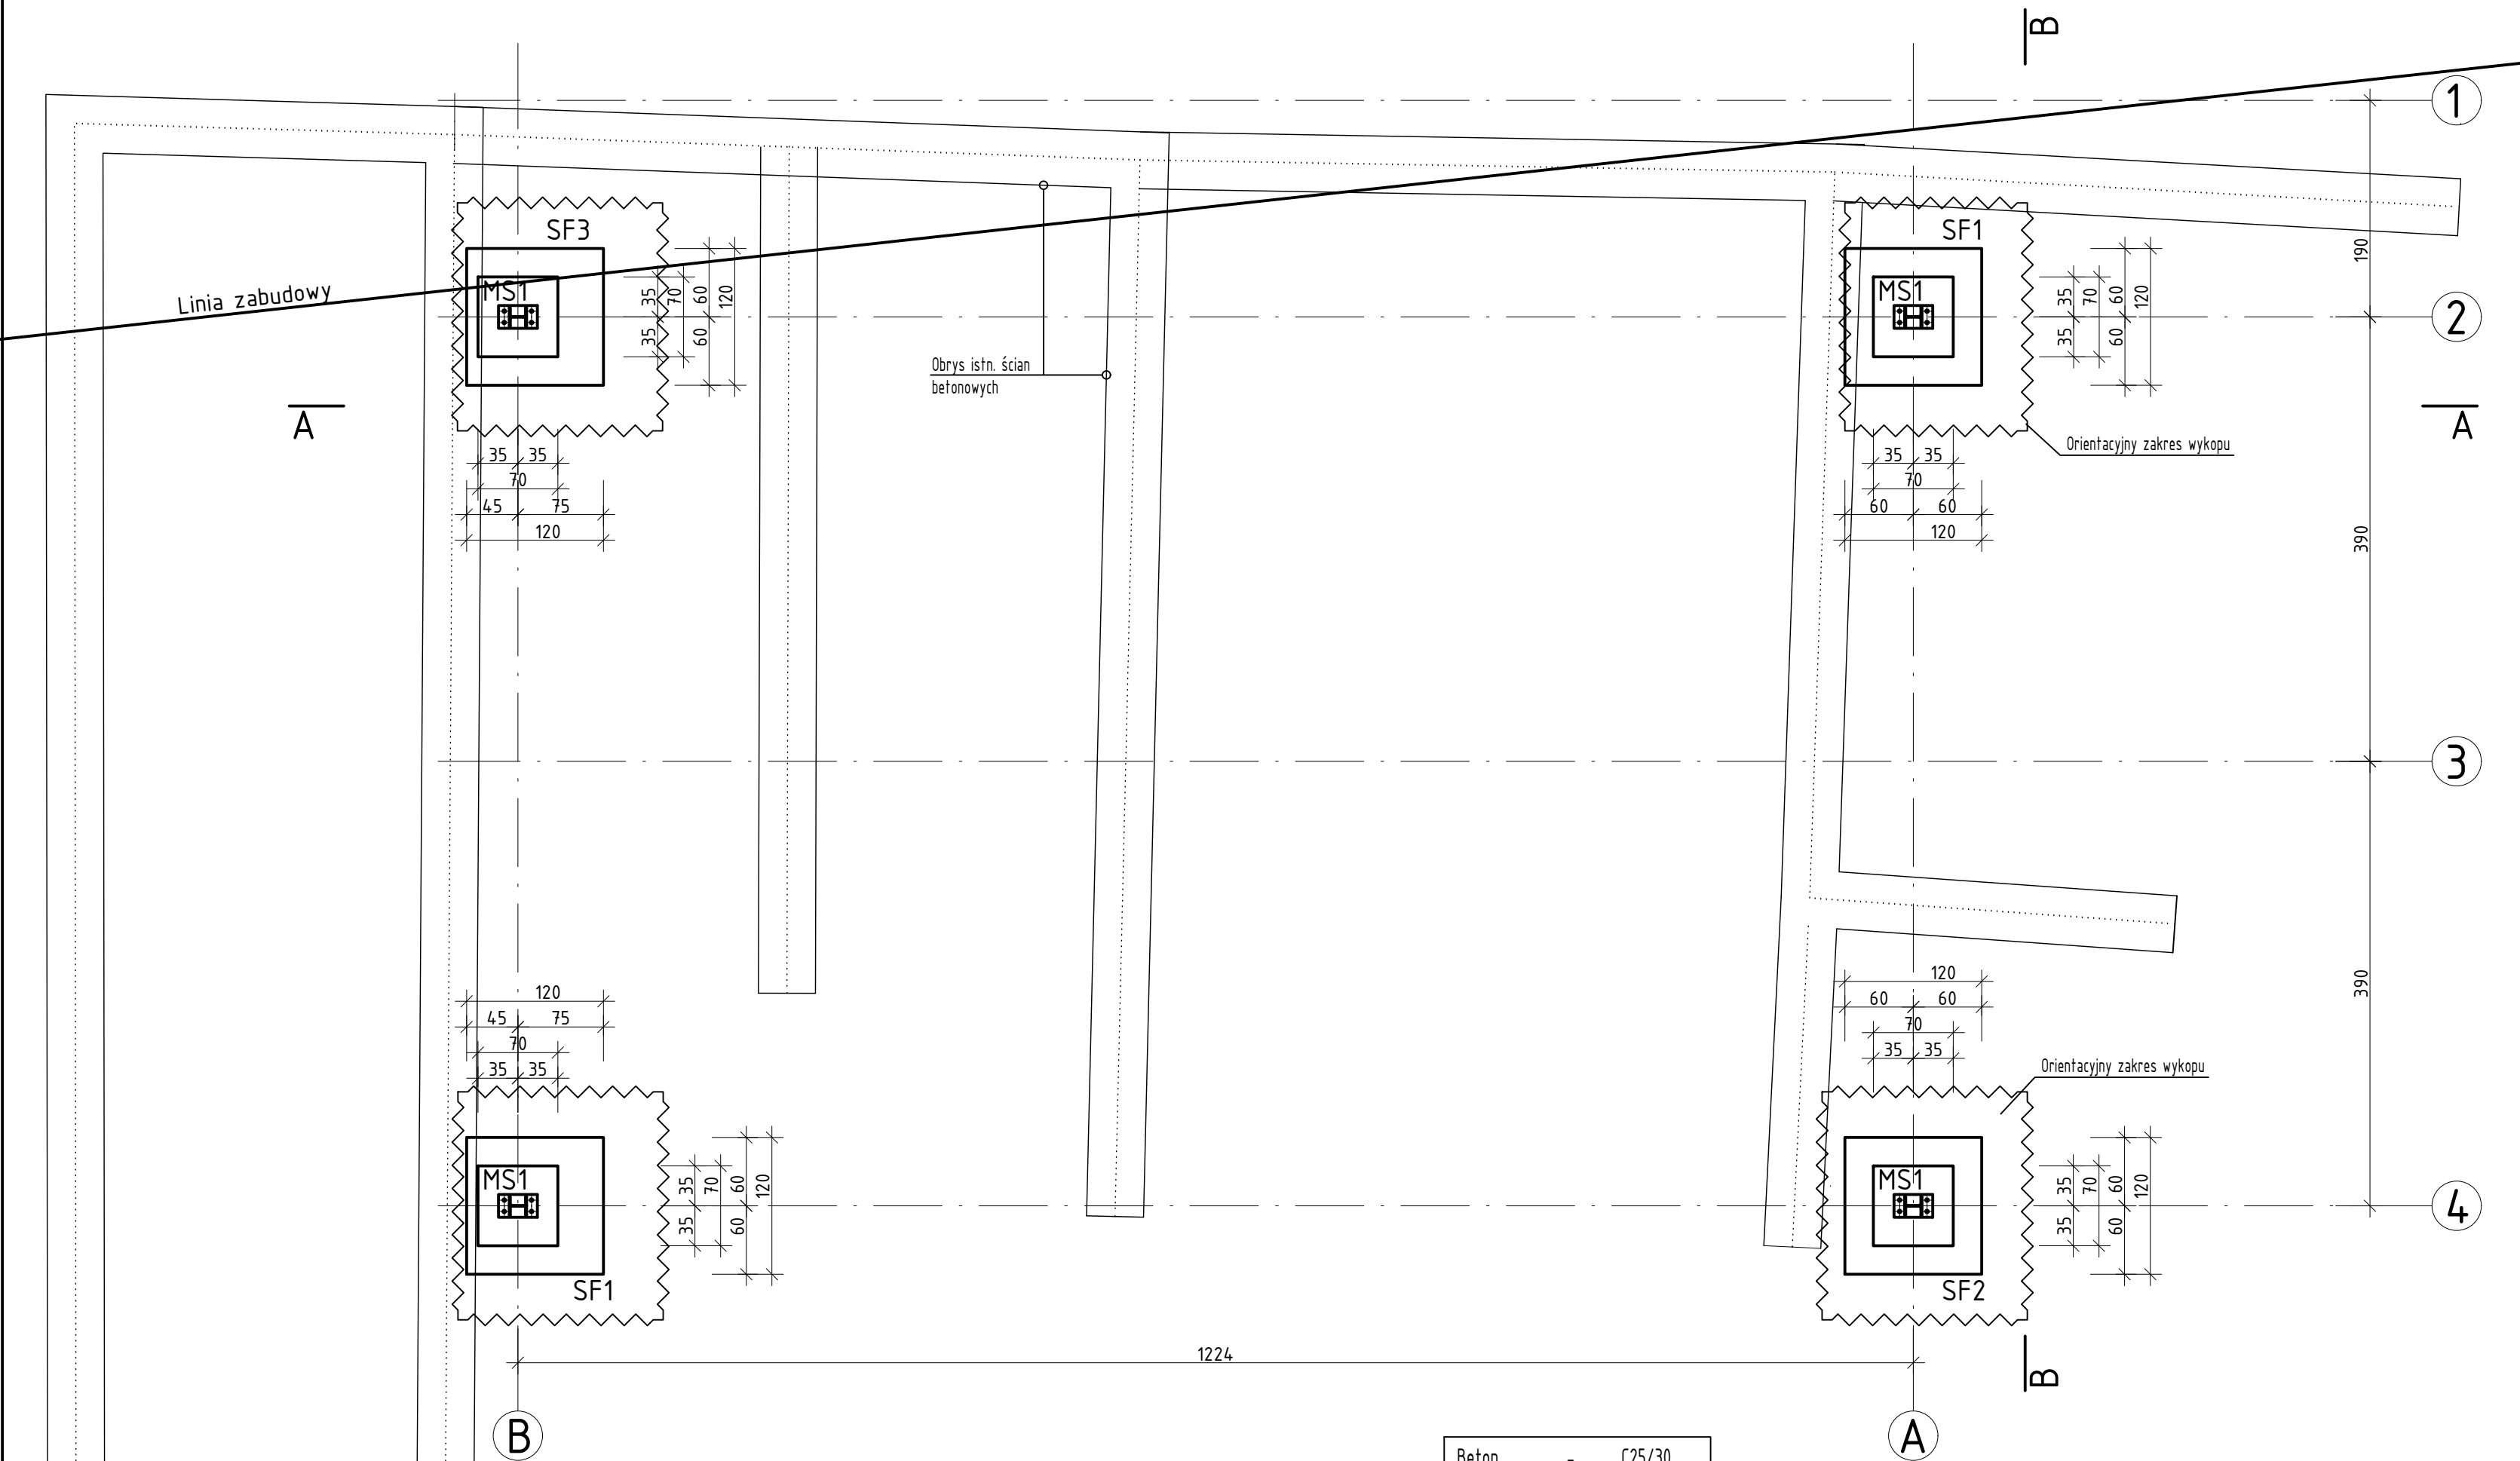 B
1
SF3
SF1
190
Linia zabudowy
MS1
35
70
60
120
35
60
MS1
35
70
60
120
35
60
2
Obrys istn. ścian
betonowych
A
A
Orientacyjny zakres wykopu
35
35
70
45
75
120
35
35
70
60
60
120
390
3
120
45
75
70
35
35
120
60
60
70
35
35
390
Orientacyjny zakres wykopu
MS1
35
70
60
120
35
60
SF1
MS1
35
70
60
120
35
60
SF2
4
1224
B
B
A
Beton - C25/30